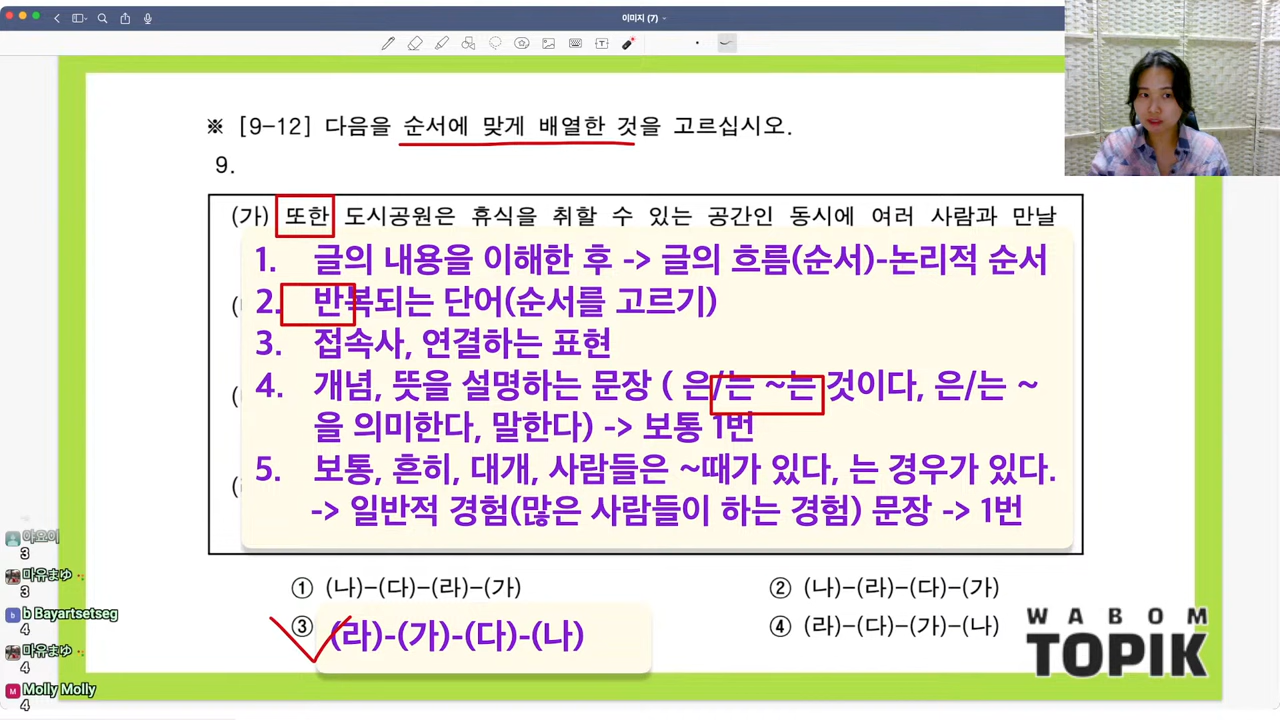 이미지 (7)
※ [9-12] 다음을 순서에 맞게 배열한 것을 고르십시오.
9.
(가) 또한 도시공원은 휴식을 취할 수 있는 공간인 동시에 여러 사람과 만날
1. 글의 내용을 이해한 후 -> 글의 흐름(순서)-논리적 순서
2. 반복되는 단어(순서를 고르기)
3. 접속사, 연결하는 표현
4. 개념, 뜻을 설명하는 문장 ( 은/는 ~는 것이다, 은/는 ~
을 의미한다, 말한다) -> 보통 1번
5. 보통, 흔히, 대개, 사람들은 ~때가 있다, 는 경우가 있다.
-> 일반적 경험(많은 사람들이 하는 경험) 문장 -> 1번
① (나)-(다)-(라)-(가)
② (나)-(라)-(다)-(가)
③ (라)-(가)-(다)-(나)
④ (라)-(다)-(가)-(나)
WABOM
TOPIK
야묘이
3
마유まゆ
3
b Bayartsetseg
4
마유まゆ
4
Molly Molly
4